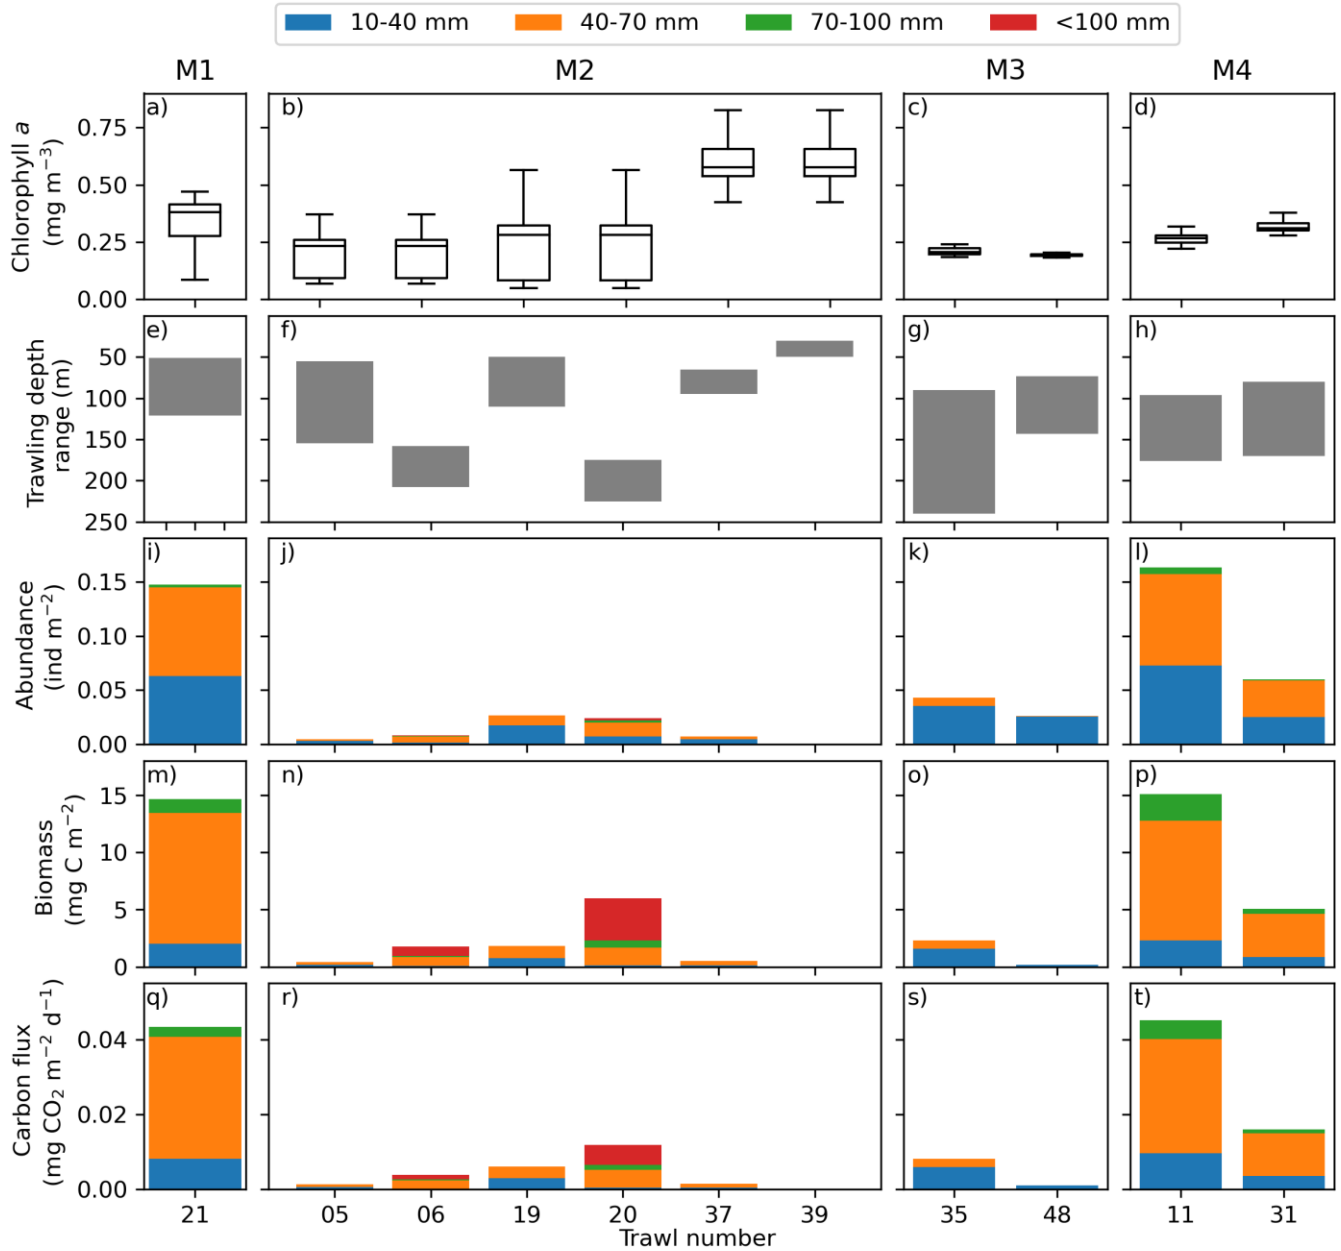 10-40 mm 40-70 mm 70-100 mm <100 mm
M1 M2 M3 M4
a) b) c) d)
Chlorophyll a
(mg m⁻³)
0.75
0.50
0.25
0.00
e) f) g) h)
Trawling depth
range (m)
50
100
150
200
250
i) j) k) l)
Abundance
(ind m⁻²)
0.15
0.10
0.05
0.00
m) n) o) p)
Biomass
(mg C m⁻²)
15
10
5
0
q) r) s) t)
Carbon flux
(mg CO₂ m⁻² d⁻¹)
0.04
0.02
0.00
21 05 06 19 20 37 39 35 48 11 31
Trawl number